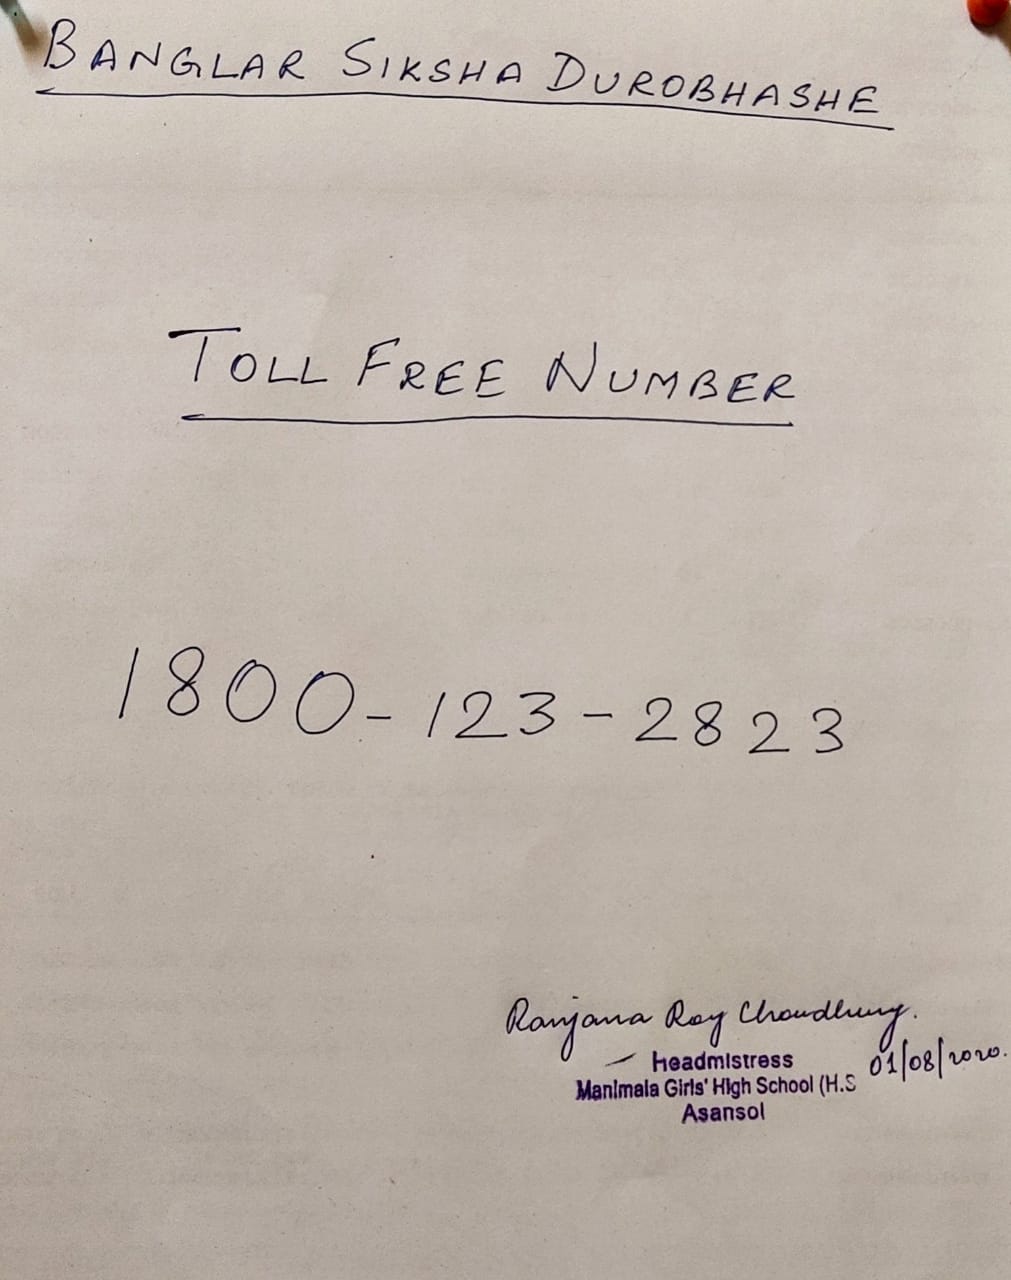 BANGLAR SIKSHA DUROBHASHE
TOLL FREE NUMBER
1800-123-2823
Ranjana Roy Choudhury.
Headmistress
01/08/2020.
Manimala Girls' High School (H.S
Asansol